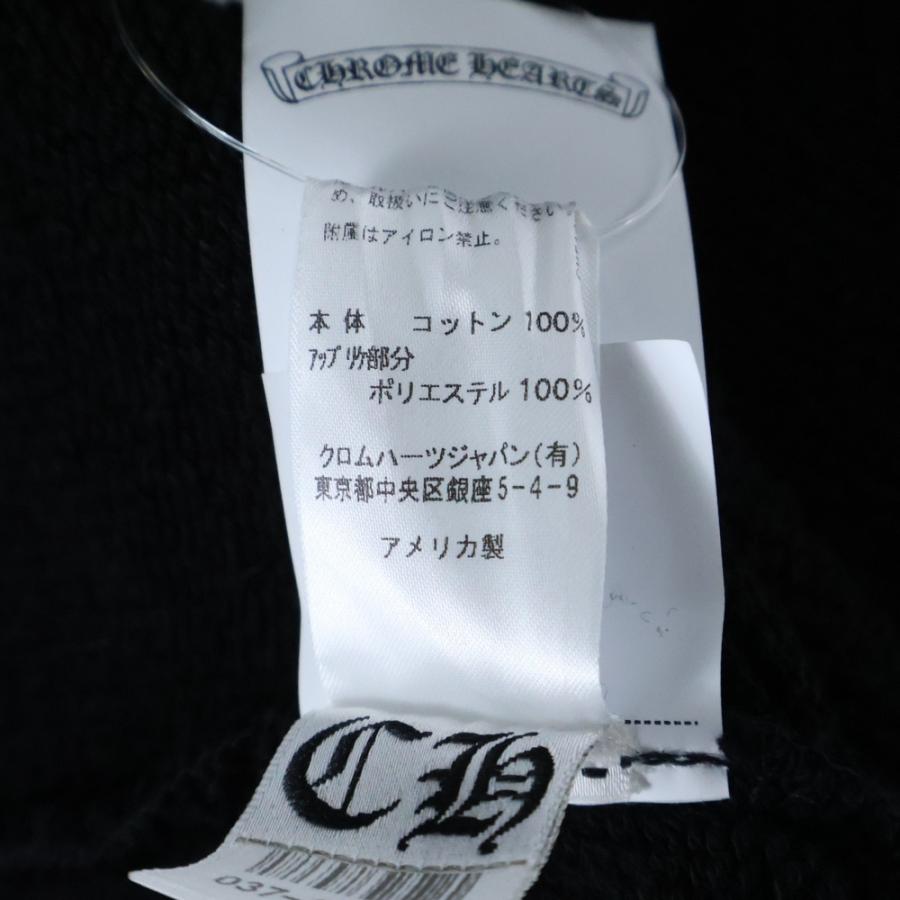 CHROME HEARTS
め、取扱いにご注意ください。
附属はアイロン禁止。
本体 コットン 100%
ｱｯﾌﾟﾘｹ部分
ポリエステル 100%
クロムハーツジャパン(有)
東京都中央区銀座5-4-9
アメリカ製
CH
037-